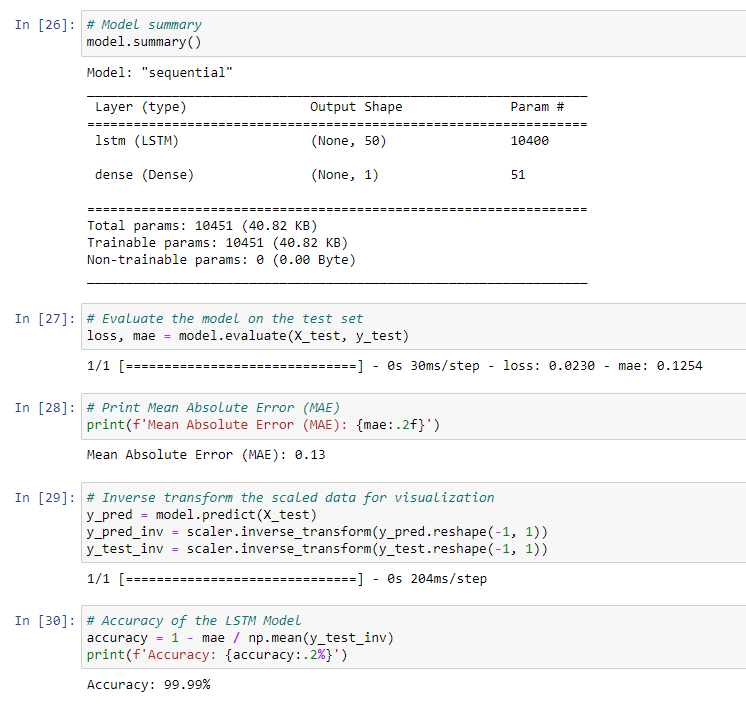 In [26]: # Model summary
model.summary()
Model: "sequential"
_________________________________________________________________
Layer (type) Output Shape Param #
=================================================================
lstm (LSTM) (None, 50) 10400
dense (Dense) (None, 1) 51
=================================================================
Total params: 10451 (40.82 KB)
Trainable params: 10451 (40.82 KB)
Non-trainable params: 0 (0.00 Byte)
_________________________________________________________________
In [27]: # Evaluate the model on the test set
loss, mae = model.evaluate(X_test, y_test)
1/1 [==============================] - 0s 30ms/step - loss: 0.0230 - mae: 0.1254
In [28]: # Print Mean Absolute Error (MAE)
print(f'Mean Absolute Error (MAE): {mae:.2f}')
Mean Absolute Error (MAE): 0.13
In [29]: # Inverse transform the scaled data for visualization
y_pred = model.predict(X_test)
y_pred_inv = scaler.inverse_transform(y_pred.reshape(-1, 1))
y_test_inv = scaler.inverse_transform(y_test.reshape(-1, 1))
1/1 [==============================] - 0s 204ms/step
In [30]: # Accuracy of the LSTM Model
accuracy = 1 - mae / np.mean(y_test_inv)
print(f'Accuracy: {accuracy:.2%}')
Accuracy: 99.99%